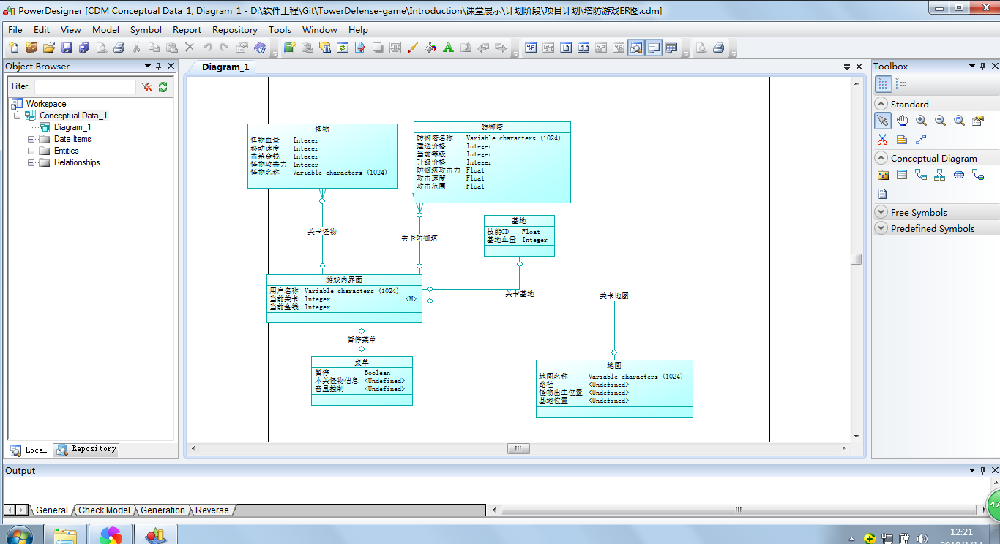 PowerDesigner [CDM Conceptual Data_1, Diagram_1 - D:\软件工程\Git\TowerDefense-game\Introduction\课堂展示\计划阶段\项目计划\塔防游戏ER图.cdm]
File Edit View Model Symbol Report Repository Tools Window Help
Object Browser
Filter:
Workspace
Conceptual Data_1
Diagram_1
Data Items
Entities
Relationships
Local Repository
Diagram_1
怪物
怪物血量 Integer
移动速度 Integer
击杀金钱 Integer
怪物攻击力 Integer
怪物名称 Variable characters (1024)
防御塔
防御塔名称 Variable characters (1024)
建造价格 Integer
当前等级 Integer
升级价格 Integer
防御塔攻击力 Float
攻击速度 Float
攻击范围 Float
基地
技能CD Float
基地血量 Integer
关卡怪物
关卡防御塔
游戏内界面
用户名称 Variable characters (1024)
当前关卡 Integer <M>
当前金钱 Integer
关卡基地
关卡地图
暂停菜单
菜单
暂停 Boolean
本关怪物信息 <Undefined>
音量控制 <Undefined>
地图
地图名称 Variable characters (1024)
路径 <Undefined>
怪物出生位置 <Undefined>
基地位置 <Undefined>
Toolbox
Standard
Conceptual Diagram
Free Symbols
Predefined Symbols
Output
General Check Model Generation Reverse
47
12:21
2018/1/14